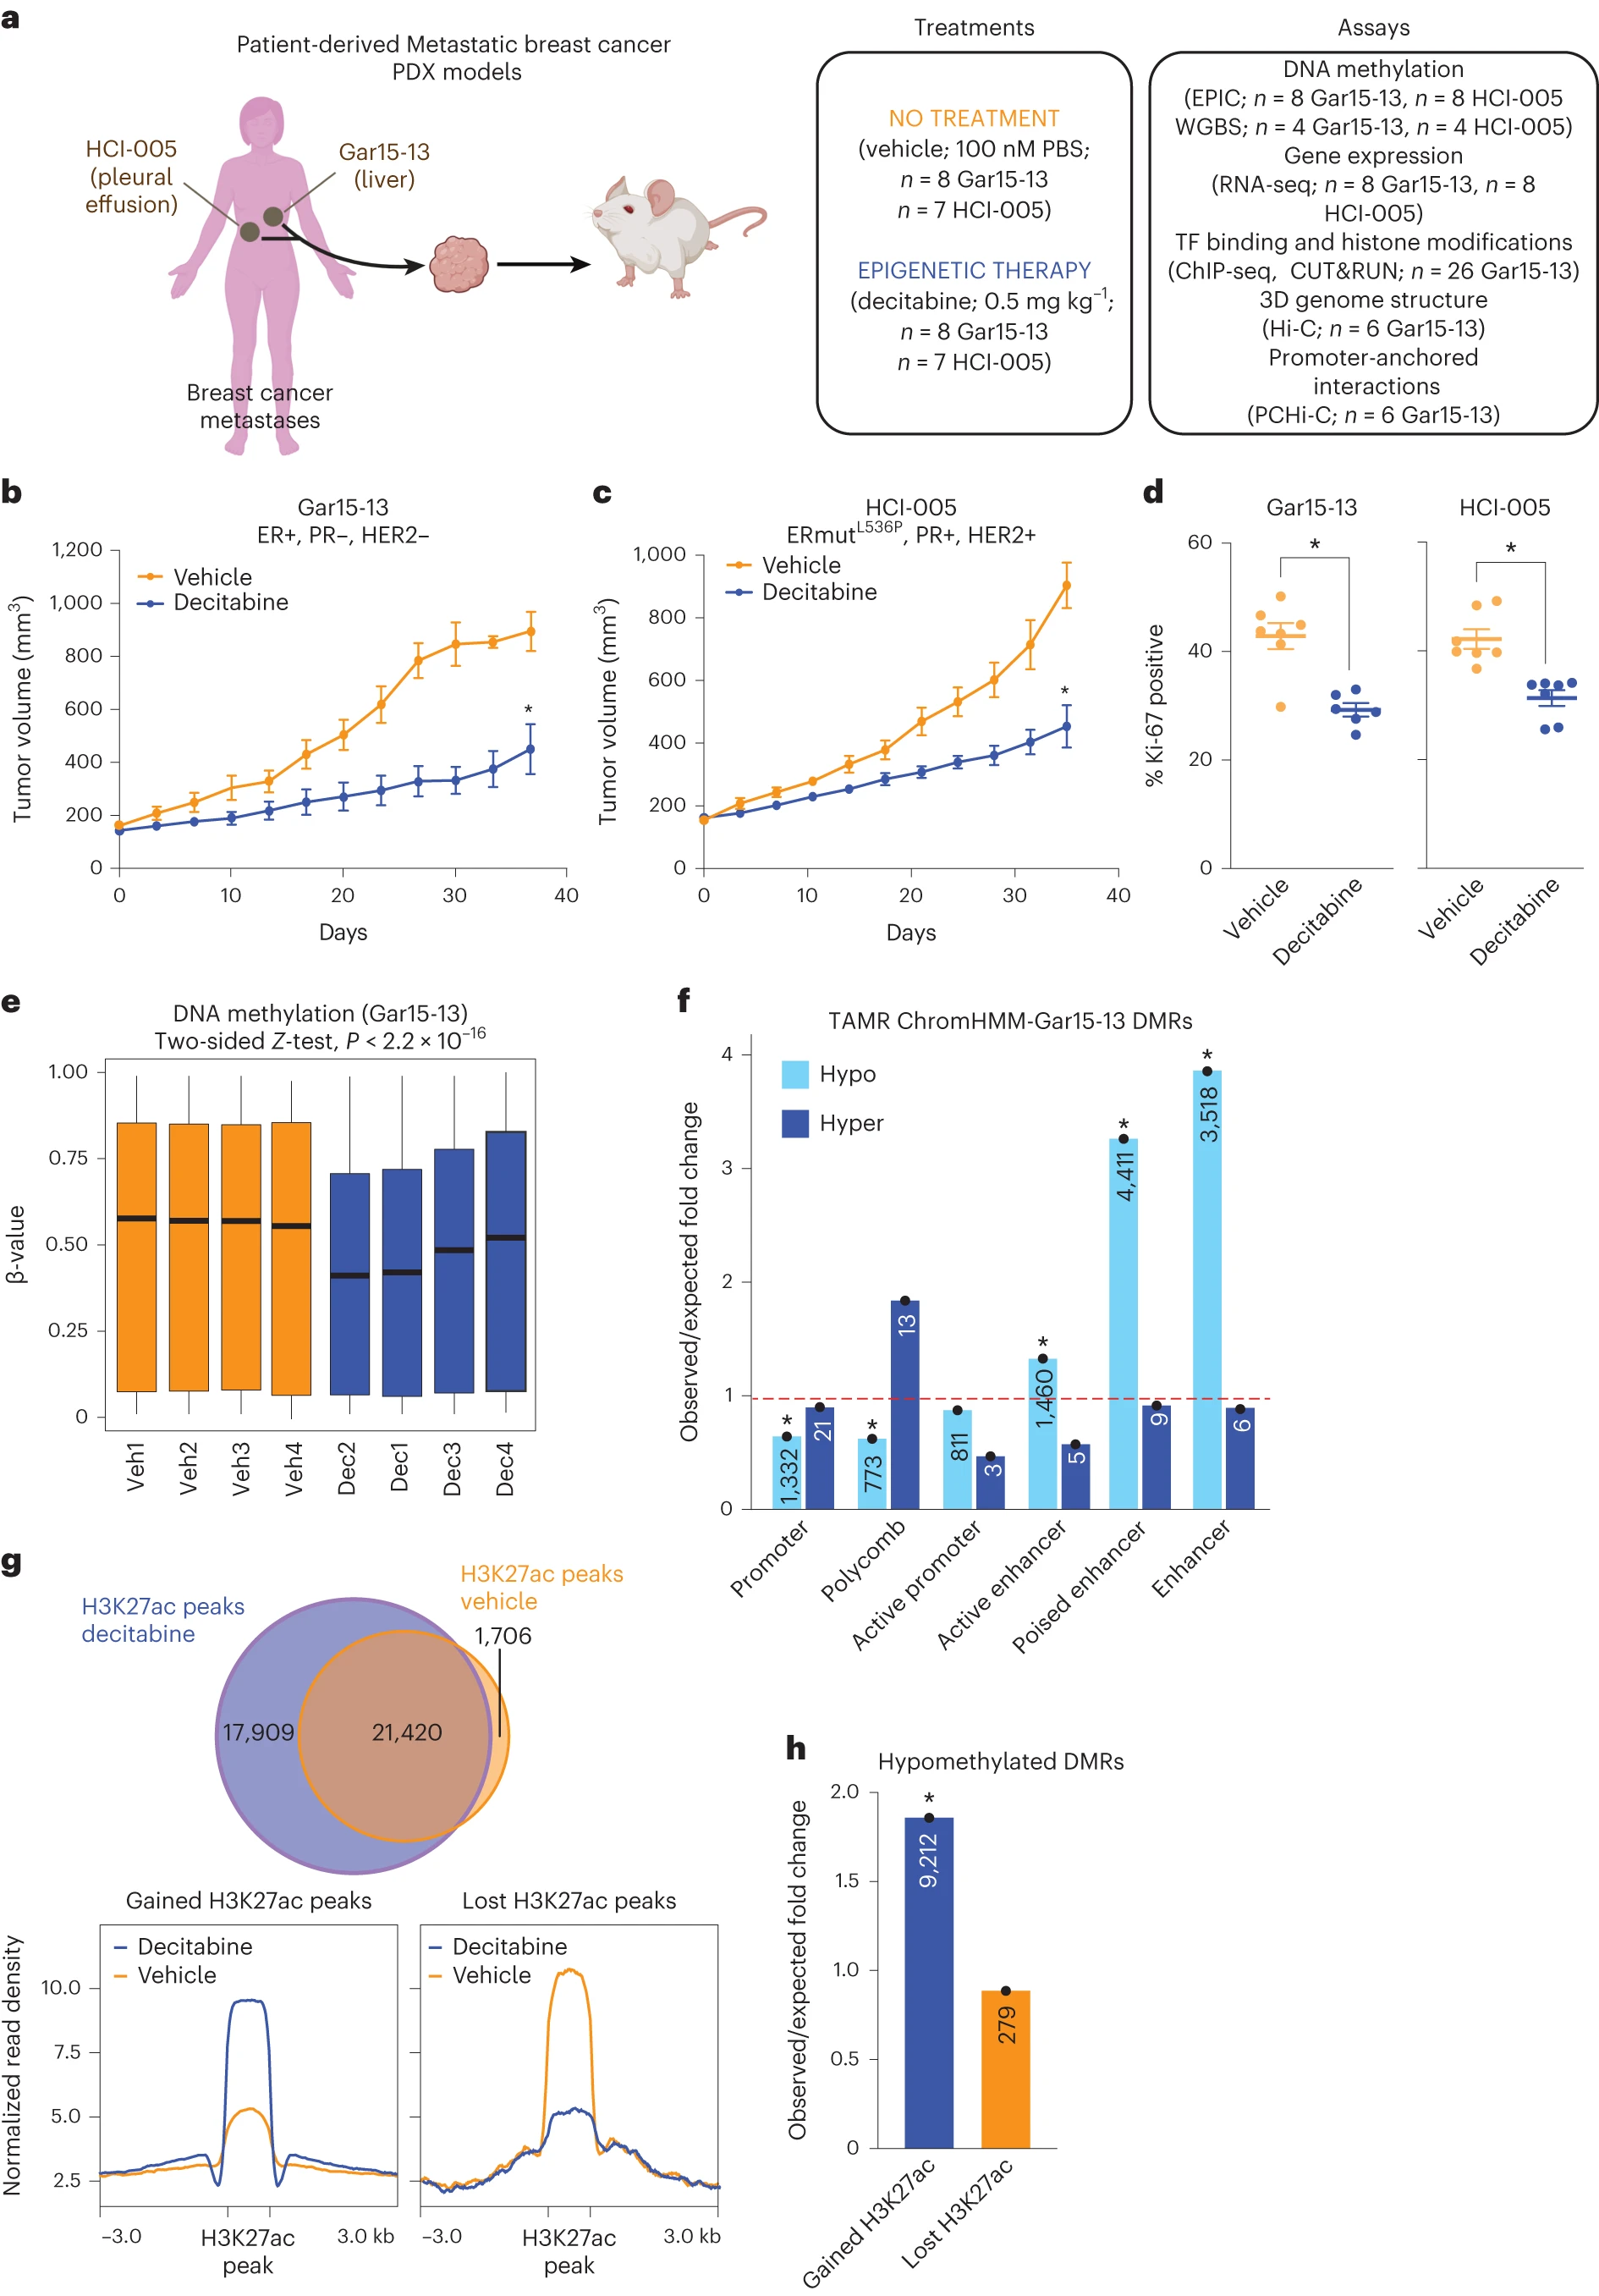 a
Patient-derived Metastatic breast cancer
PDX models
HCI-005
(pleural
effusion)
Gar15-13
(liver)
Breast cancer
metastases
Treatments
NO TREATMENT
(vehicle; 100 nM PBS;
n = 8 Gar15-13
n = 7 HCI-005)
EPIGENETIC THERAPY
(decitabine; 0.5 mg kg⁻¹;
n = 8 Gar15-13
n = 7 HCI-005)
Assays
DNA methylation
(EPIC; n = 8 Gar15-13, n = 8 HCI-005
WGBS; n = 4 Gar15-13, n = 4 HCI-005)
Gene expression
(RNA-seq; n = 8 Gar15-13, n = 8
HCI-005)
TF binding and histone modifications
(ChIP-seq, CUT&RUN; n = 26 Gar15-13)
3D genome structure
(Hi-C; n = 6 Gar15-13)
Promoter-anchored
interactions
(PCHi-C; n = 6 Gar15-13)
b
Gar15-13
ER+, PR−, HER2−
Vehicle
Decitabine
Tumor volume (mm³)
1,200
1,000
800
600
400
200
0
*
0 10 20 30 40
Days
c
HCI-005
ERmutᴸ⁵³⁶ᴾ, PR+, HER2+
Vehicle
Decitabine
Tumor volume (mm³)
1,000
800
600
400
200
0
*
0 10 20 30 40
Days
d
Gar15-13
HCI-005
% Ki-67 positive
60
40
20
0
*
*
Vehicle
Decitabine
Vehicle
Decitabine
e
DNA methylation (Gar15-13)
Two-sided Z-test, P < 2.2 × 10⁻¹⁶
β-value
1.00
0.75
0.50
0.25
0
Veh1
Veh2
Veh3
Veh4
Dec2
Dec1
Dec3
Dec4
f
TAMR ChromHMM-Gar15-13 DMRs
Hypo
Hyper
Observed/expected fold change
4
3
2
1
0
*
1,332
21
*
773
13
811
3
*
1,460
5
*
4,411
9
*
3,518
6
Promoter
Polycomb
Active promoter
Active enhancer
Poised enhancer
Enhancer
g
H3K27ac peaks
decitabine
H3K27ac peaks
vehicle
1,706
17,909
21,420
Gained H3K27ac peaks
Decitabine
Vehicle
Normalized read density
10.0
7.5
5.0
2.5
−3.0
H3K27ac
peak
3.0 kb
Lost H3K27ac peaks
Decitabine
Vehicle
−3.0
H3K27ac
peak
3.0 kb
h
Hypomethylated DMRs
Observed/expected fold change
2.0
1.5
1.0
0.5
0
*
9,212
279
Gained H3K27ac
Lost H3K27ac